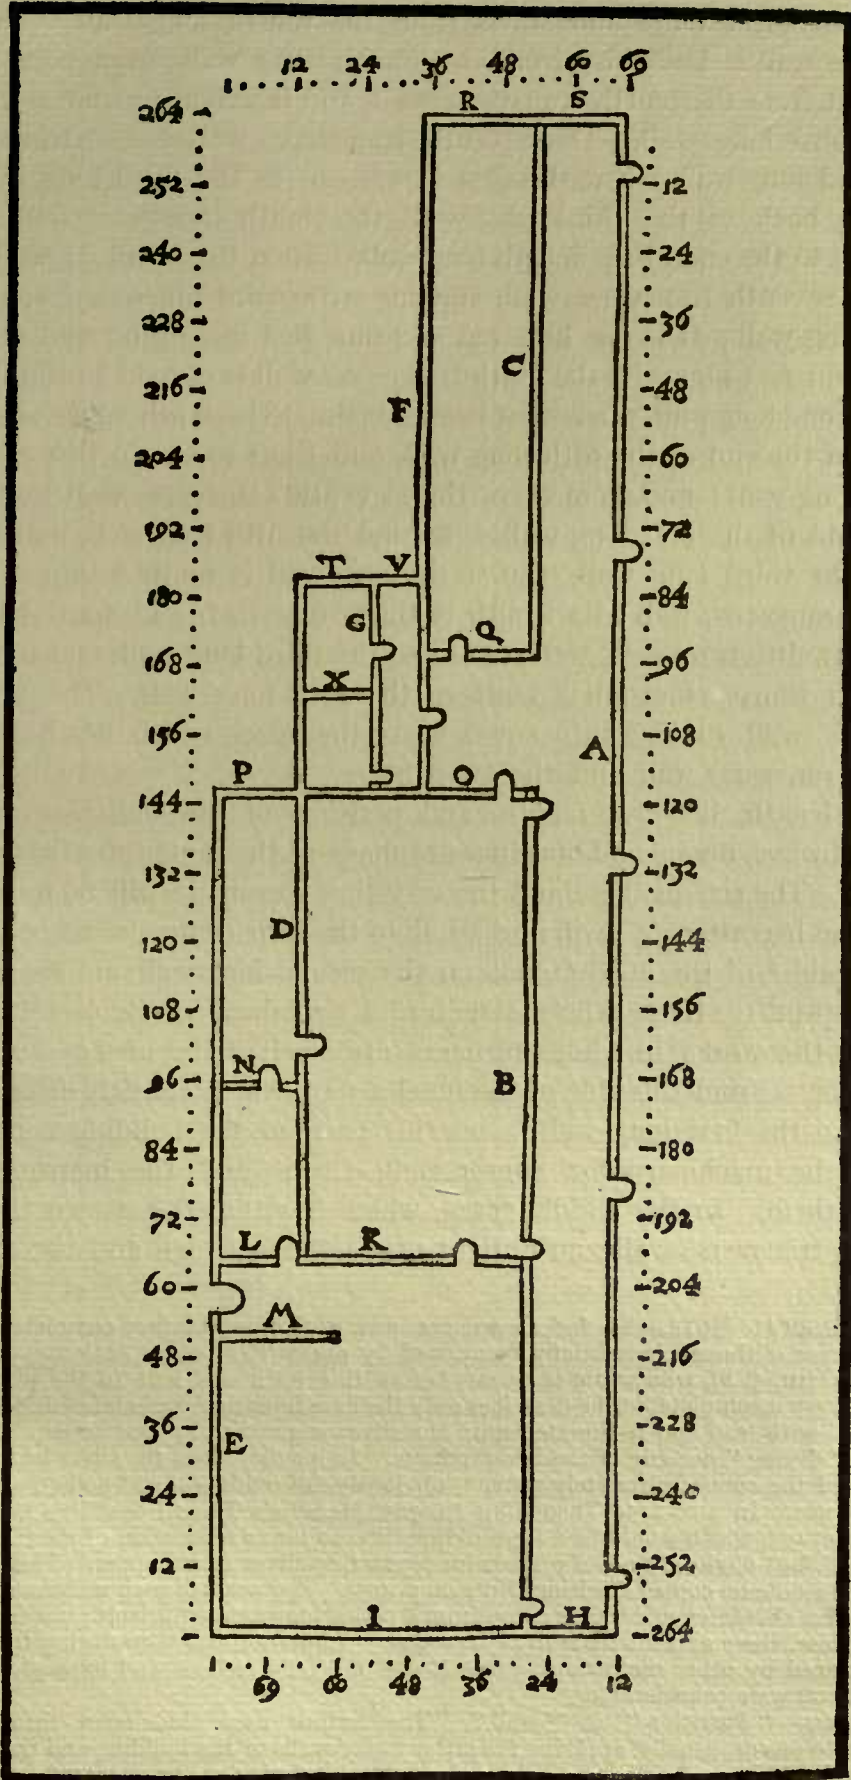 12 24 36 48 60 69
R S
264
252 12
240 24
228 36
C
216 48
F
204 60
192 72
T V
180 84
G Q
168 96
X
156 A 108
P O
144 120
132 132
D
120 144
108 156
N B
96 168
84 180
72 192
L K
60 204
M
48 216
36 228
E
24 240
12 252
I H
264
69 60 48 36 24 12